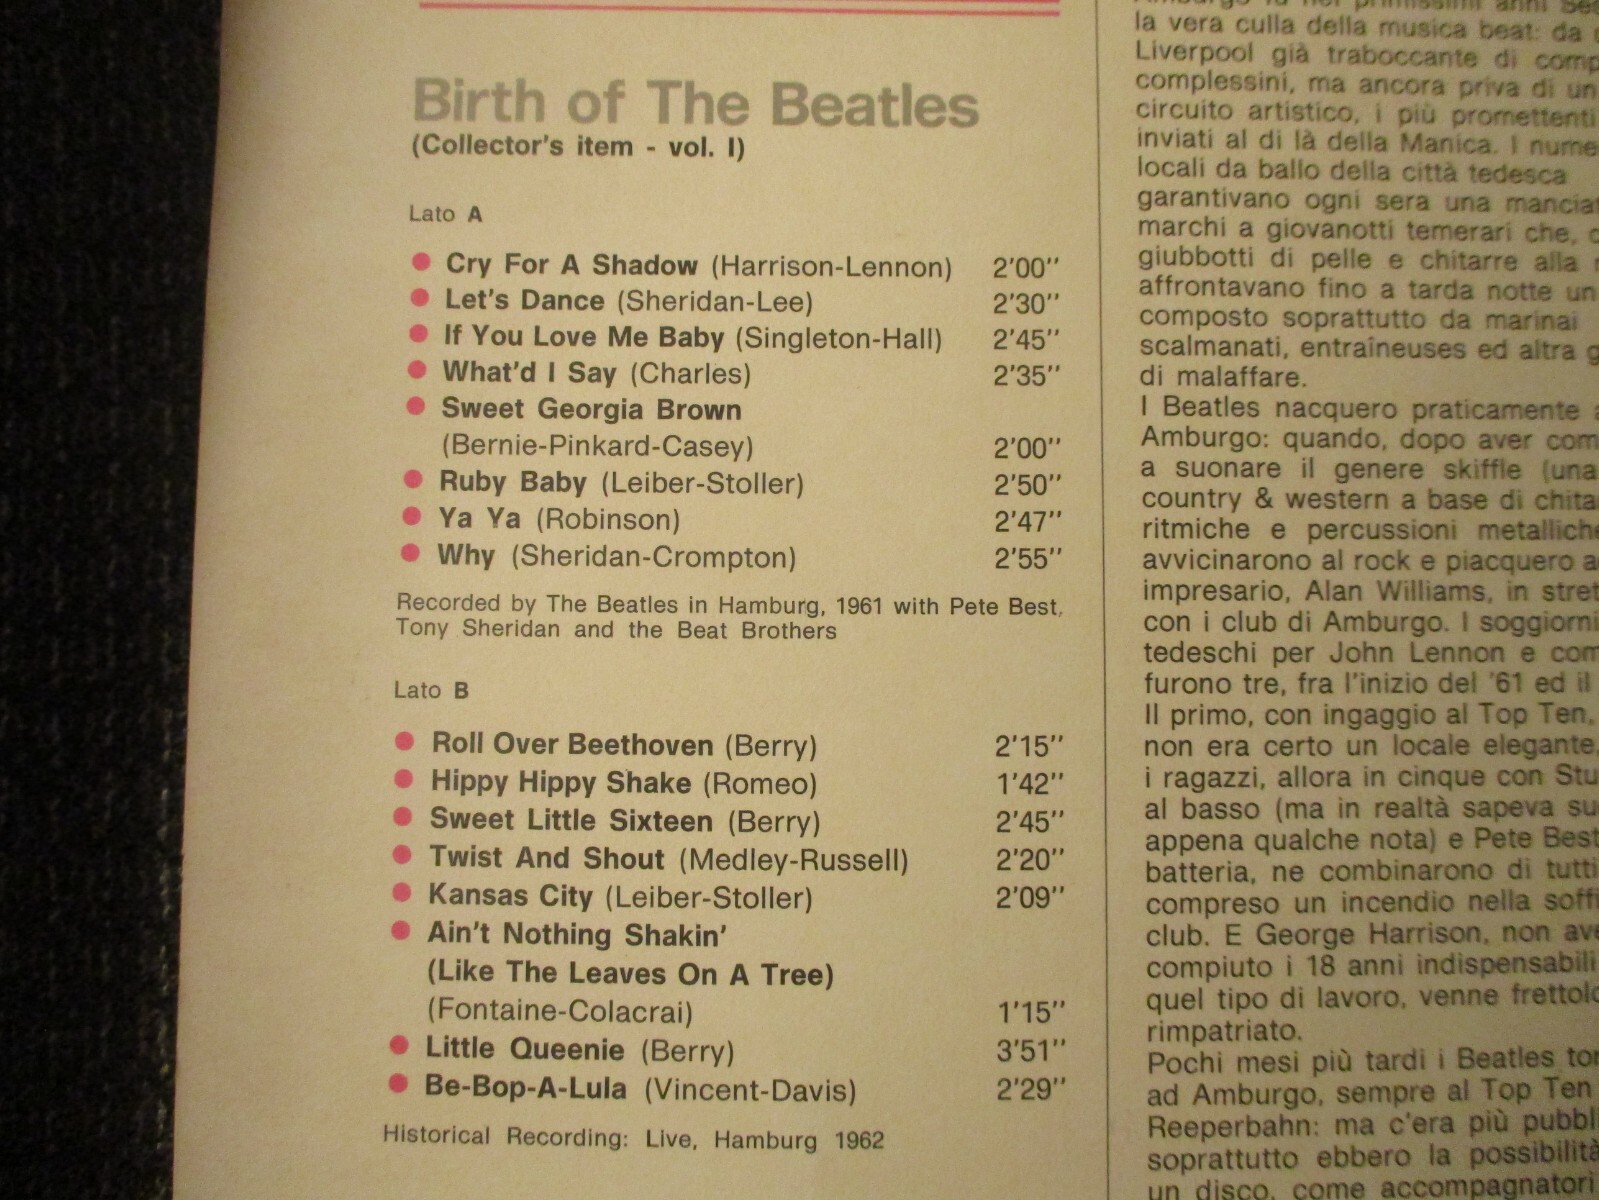 Birth of The Beatles
(Collector's item - vol. I)
Lato A
Cry For A Shadow (Harrison-Lennon) 2'00''
Let's Dance (Sheridan-Lee) 2'30''
If You Love Me Baby (Singleton-Hall) 2'45''
What'd I Say (Charles) 2'35''
Sweet Georgia Brown
(Bernie-Pinkard-Casey) 2'00''
Ruby Baby (Leiber-Stoller) 2'50''
Ya Ya (Robinson) 2'47''
Why (Sheridan-Crompton) 2'55''
Recorded by The Beatles in Hamburg, 1961 with Pete Best,
Tony Sheridan and the Beat Brothers
Lato B
Roll Over Beethoven (Berry) 2'15''
Hippy Hippy Shake (Romeo) 1'42''
Sweet Little Sixteen (Berry) 2'45''
Twist And Shout (Medley-Russell) 2'20''
Kansas City (Leiber-Stoller) 2'09''
Ain't Nothing Shakin'
(Like The Leaves On A Tree)
(Fontaine-Colacrai) 1'15''
Little Queenie (Berry) 3'51''
Be-Bop-A-Lula (Vincent-Davis) 2'29''
Historical Recording: Live, Hamburg 1962
Amburgo fu nei primissimi anni
la vera culla della musica beat: da
Liverpool già traboccante di
complessini, ma ancora priva di un
circuito artistico, i più promettenti
inviati al di là della Manica. I
locali da ballo della città tedesca
garantivano ogni sera una
marchi a giovanotti temerari che,
giubbotti di pelle e chitarre alla
affrontavano fino a tarda notte un
composto soprattutto da marinai
scalmanati, entraîneuses ed altra
di malaffare.
I Beatles nacquero praticamente
Amburgo: quando, dopo aver
a suonare il genere skiffle (una
country & western a base di
ritmiche e percussioni
avvicinarono al rock e piacquero
impresario, Alan Williams, in
con i club di Amburgo. I
tedeschi per John Lennon e
furono tre, fra l'inizio del '61 ed il
Il primo, con ingaggio al Top Ten,
non era certo un locale elegante,
i ragazzi, allora in cinque con
al basso (ma in realtà sapeva
appena qualche nota) e Pete Best
batteria, ne combinarono di tutti
compreso un incendio nella
club. E George Harrison, non
compiuto i 18 anni indispensabili
quel tipo di lavoro, venne
rimpatriato.
Pochi mesi più tardi i Beatles
ad Amburgo, sempre al Top Ten
Reeperbahn: ma c'era più
soprattutto ebbero la possibilità
un disco, come accompagnatori